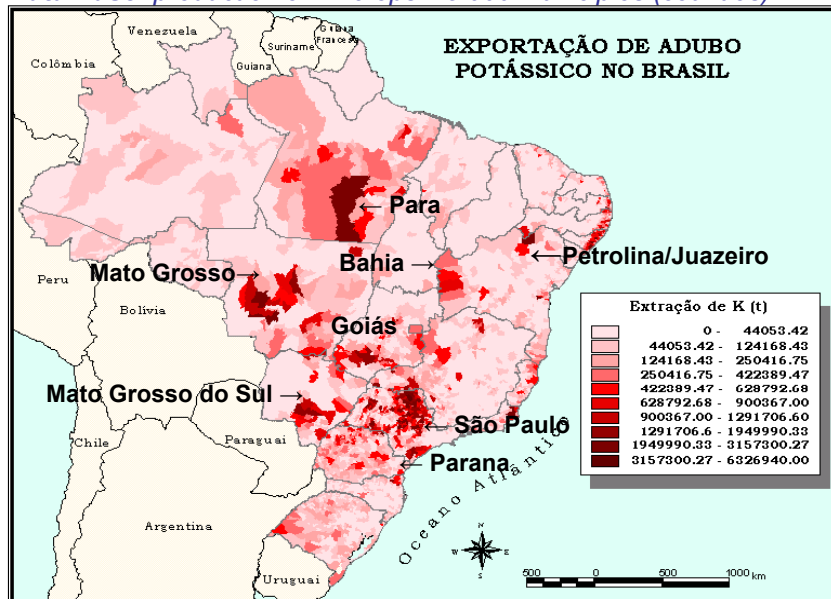 EXPORTAÇÃO DE ADUBO
POTÁSSICO NO BRASIL
Venezuela
Colômbia
Guiana
Suriname
Guiana
Francesa
Para
Petrolina/Juazeiro
Bahia
Mato Grosso
Peru
Bolívia
Goiás
Mato Grosso do Sul
São Paulo
Paraguai
Parana
Chile
Argentina
Uruguai
Oceano Atlântico
Extração de K (t)
0 - 44053.42
44053.42 - 124168.43
124168.43 - 250416.75
250416.75 - 422389.47
422389.47 - 628792.68
628792.68 - 900367.00
900367.00 - 1291706.60
1291706.6 - 1949990.33
1949990.33 - 3157300.27
3157300.27 - 6326940.00
N
W E
S
500 0 500 1000 km